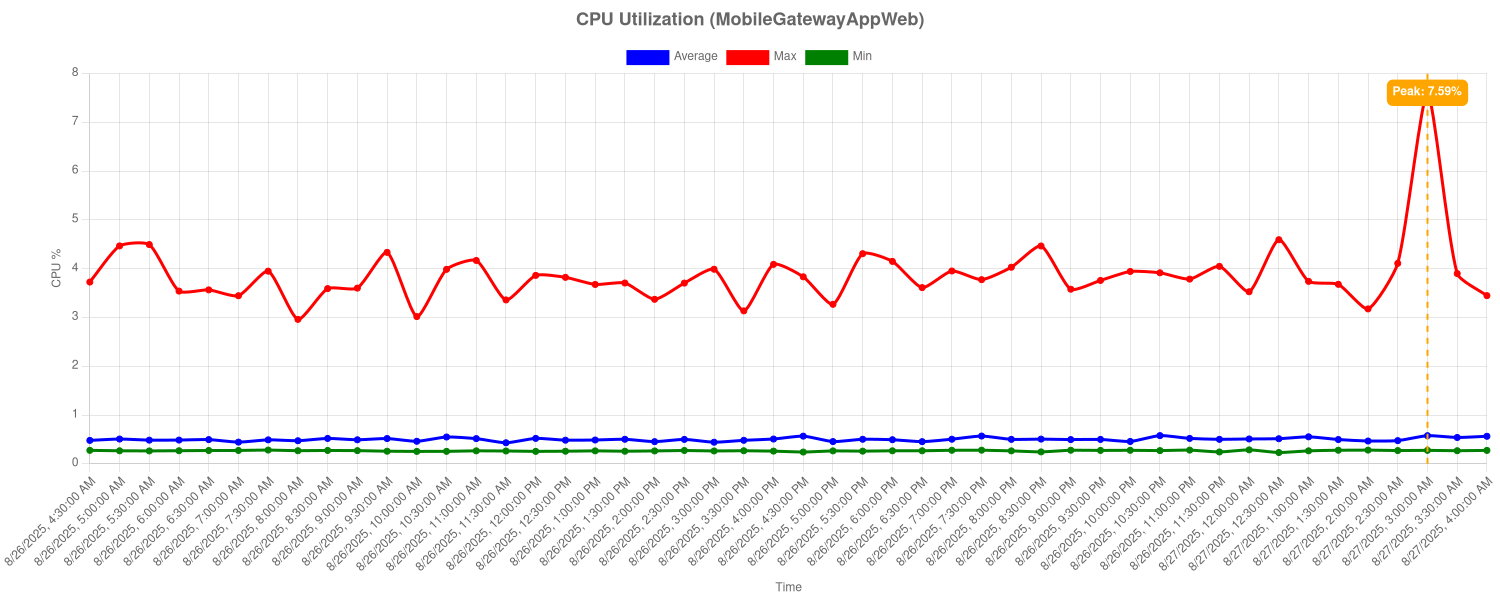 CPU Utilization (MobileGatewayAppWeb)
Average Max Min
8
Peak: 7.59%
7
6
5
4
3
2
1
0
CPU %
8/26/2025, 4:30:00 AM
8/26/2025, 5:00:00 AM
8/26/2025, 5:30:00 AM
8/26/2025, 6:00:00 AM
8/26/2025, 6:30:00 AM
8/26/2025, 7:00:00 AM
8/26/2025, 7:30:00 AM
8/26/2025, 8:00:00 AM
8/26/2025, 8:30:00 AM
8/26/2025, 9:00:00 AM
8/26/2025, 9:30:00 AM
8/26/2025, 10:00:00 AM
8/26/2025, 10:30:00 AM
8/26/2025, 11:00:00 AM
8/26/2025, 11:30:00 AM
8/26/2025, 12:00:00 PM
8/26/2025, 12:30:00 PM
8/26/2025, 1:00:00 PM
8/26/2025, 1:30:00 PM
8/26/2025, 2:00:00 PM
8/26/2025, 2:30:00 PM
8/26/2025, 3:00:00 PM
8/26/2025, 3:30:00 PM
8/26/2025, 4:00:00 PM
8/26/2025, 4:30:00 PM
8/26/2025, 5:00:00 PM
8/26/2025, 5:30:00 PM
8/26/2025, 6:00:00 PM
8/26/2025, 6:30:00 PM
8/26/2025, 7:00:00 PM
8/26/2025, 7:30:00 PM
8/26/2025, 8:00:00 PM
8/26/2025, 8:30:00 PM
8/26/2025, 9:00:00 PM
8/26/2025, 9:30:00 PM
8/26/2025, 10:00:00 PM
8/26/2025, 10:30:00 PM
8/26/2025, 11:00:00 PM
8/26/2025, 11:30:00 PM
8/27/2025, 12:00:00 AM
8/27/2025, 12:30:00 AM
8/27/2025, 1:00:00 AM
8/27/2025, 1:30:00 AM
8/27/2025, 2:00:00 AM
8/27/2025, 2:30:00 AM
8/27/2025, 3:00:00 AM
8/27/2025, 3:30:00 AM
8/27/2025, 4:00:00 AM
Time